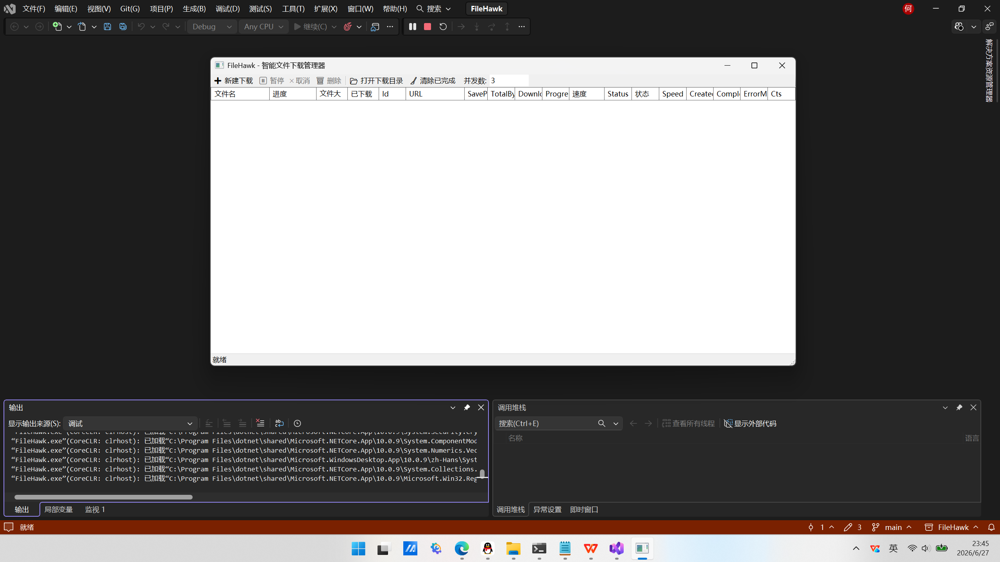 文件(F) 编辑(E) 视图(V) Git(G) 项目(P) 生成(B) 调试(D) 测试(S) 工具(T) 扩展(X) 窗口(W) 帮助(H) 搜索 FileHawk 何
Debug Any CPU 继续(C)
解决方案资源管理器
FileHawk - 智能文件下载管理器
新建下载 暂停 取消 删除 打开下载目录 清除已完成 并发数: 3
文件名 进度 文件大 已下载 Id URL SaveP TotalBy Downlo Progre 速度 Status 状态 Speed Created Comple ErrorM Cts
就绪
输出
显示输出来源(S): 调试
“FileHawk.exe”(CoreCLR: clrhost): 已加载“C:\Program Files\dotnet\shared\Microsoft.NETCore.App\10.0.9\System.Security.Cry
“FileHawk.exe”(CoreCLR: clrhost): 已加载“C:\Program Files\dotnet\shared\Microsoft.NETCore.App\10.0.9\System.ComponentMod
“FileHawk.exe”(CoreCLR: clrhost): 已加载“C:\Program Files\dotnet\shared\Microsoft.NETCore.App\10.0.9\System.Numerics.Vec
“FileHawk.exe”(CoreCLR: clrhost): 已加载“C:\Program Files\dotnet\shared\Microsoft.WindowsDesktop.App\10.0.9\zh-Hans\Syst
“FileHawk.exe”(CoreCLR: clrhost): 已加载“C:\Program Files\dotnet\shared\Microsoft.NETCore.App\10.0.9\System.Collections.
“FileHawk.exe”(CoreCLR: clrhost): 已加载“C:\Program Files\dotnet\shared\Microsoft.NETCore.App\10.0.9\Microsoft.Win32.Reg
输出 局部变量 监视 1
调用堆栈
搜索(Ctrl+E) 查看所有线程 显示外部代码
名称 语言
调用堆栈 异常设置 即时窗口
就绪 1 3 main FileHawk
英 23:45
2026/6/27